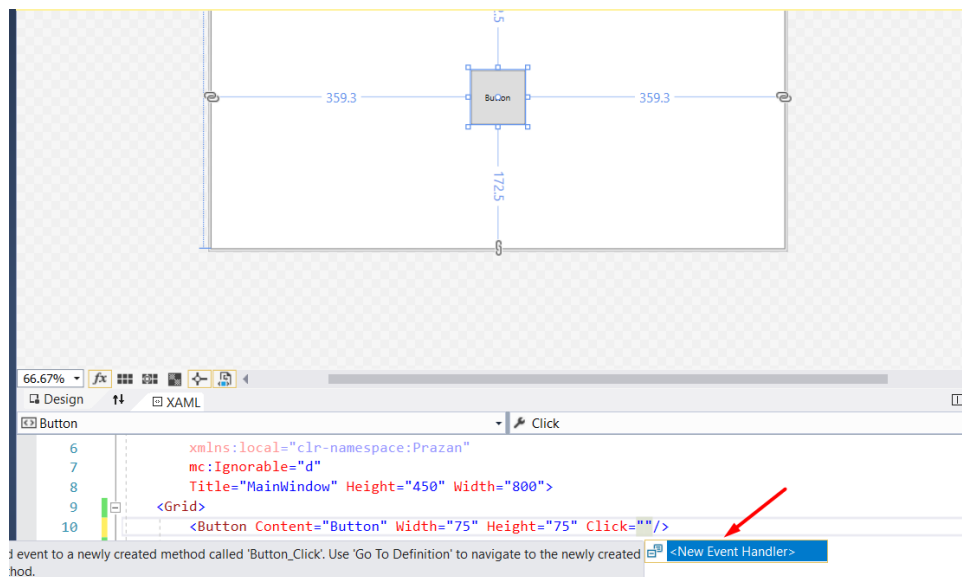 359.3
Button
359.3
172.5
66.67%
fx
Design
XAML
Button
Click
6 xmlns:local="clr-namespace:Prazan"
7 mc:Ignorable="d"
8 Title="MainWindow" Height="450" Width="800">
9 <Grid>
10 <Button Content="Button" Width="75" Height="75" Click=""/>
event to a newly created method called 'Button_Click'. Use 'Go To Definition' to navigate to the newly created
<New Event Handler>